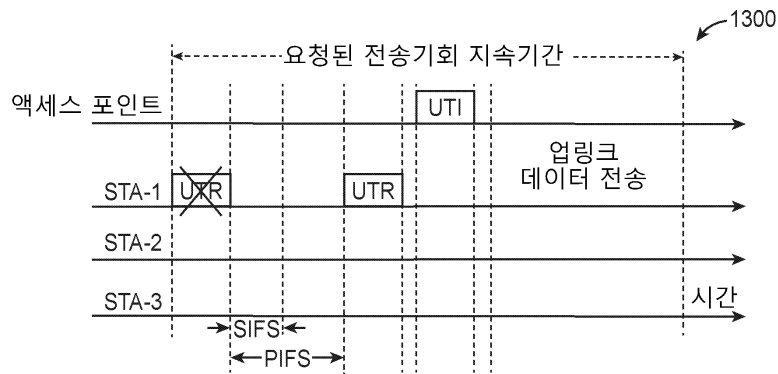 1300
요청된 전송기회 지속기간
액세스 포인트
UTI
업링크
데이터 전송
STA-1
UTR
UTR
STA-2
STA-3
시간
SIFS
PIFS